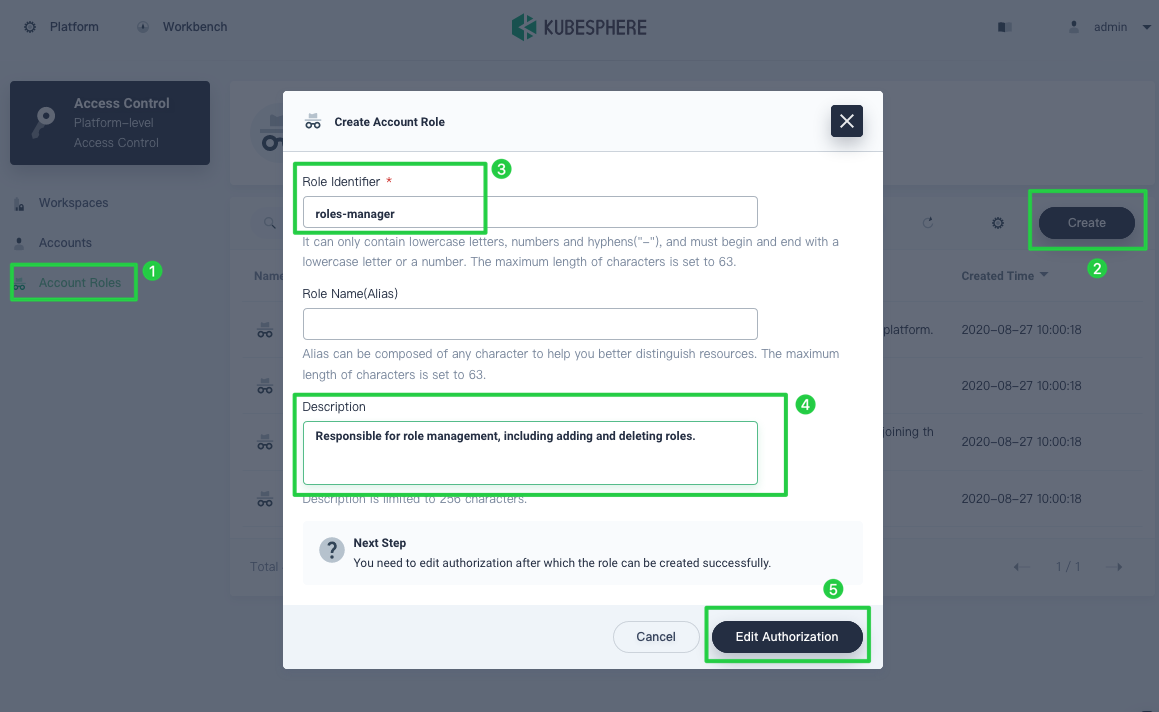 Platform
Workbench
KUBESPHERE
admin
Access Control
Platform-level
Access Control
Workspaces
Accounts
Account Roles
1
Create
2
Name
Created Time
platform.
2020-08-27 10:00:18
2020-08-27 10:00:18
joining th
2020-08-27 10:00:18
2020-08-27 10:00:18
Total
1 / 1
Create Account Role
Role Identifier *
3
roles-manager
It can only contain lowercase letters, numbers and hyphens("-"), and must begin and end with a
lowercase letter or a number. The maximum length of characters is set to 63.
Role Name(Alias)
Alias can be composed of any character to help you better distinguish resources. The maximum
length of characters is set to 63.
Description
4
Responsible for role management, including adding and deleting roles.
Description is limited to 256 characters.
?
Next Step
You need to edit authorization after which the role can be created successfully.
5
Cancel
Edit Authorization